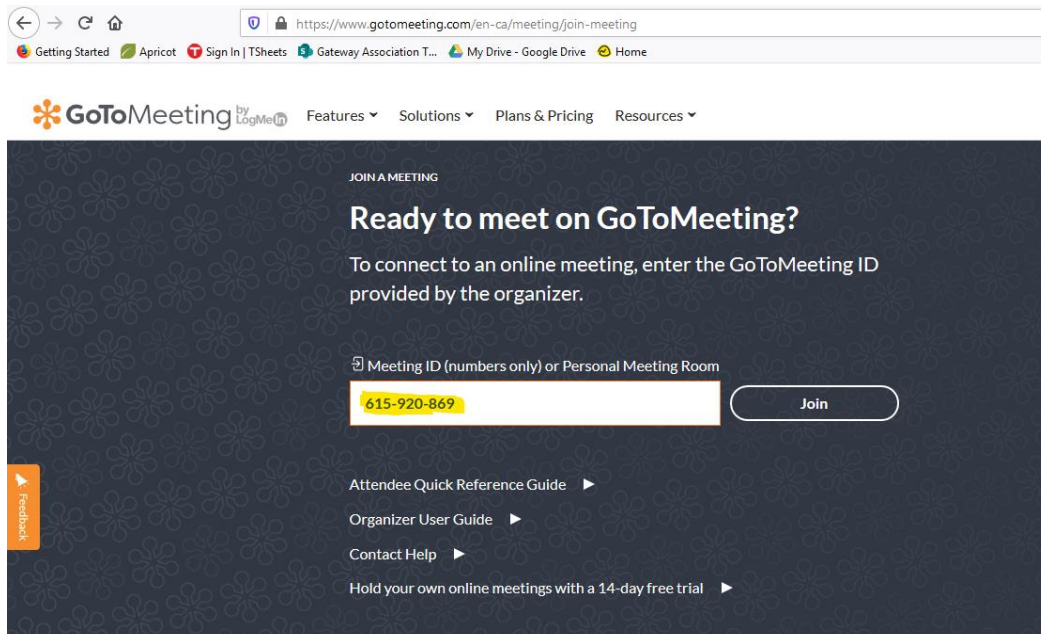 https://www.gotomeeting.com/en-ca/meeting/join-meeting
Getting Started Apricot Sign In | TSheets Gateway Association T... My Drive - Google Drive Home
GoToMeeting by LogMeIn Features Solutions Plans & Pricing Resources
JOIN A MEETING
Ready to meet on GoToMeeting?
To connect to an online meeting, enter the GoToMeeting ID
provided by the organizer.
Meeting ID (numbers only) or Personal Meeting Room
615-920-869 Join
Feedback
Attendee Quick Reference Guide
Organizer User Guide
Contact Help
Hold your own online meetings with a 14-day free trial